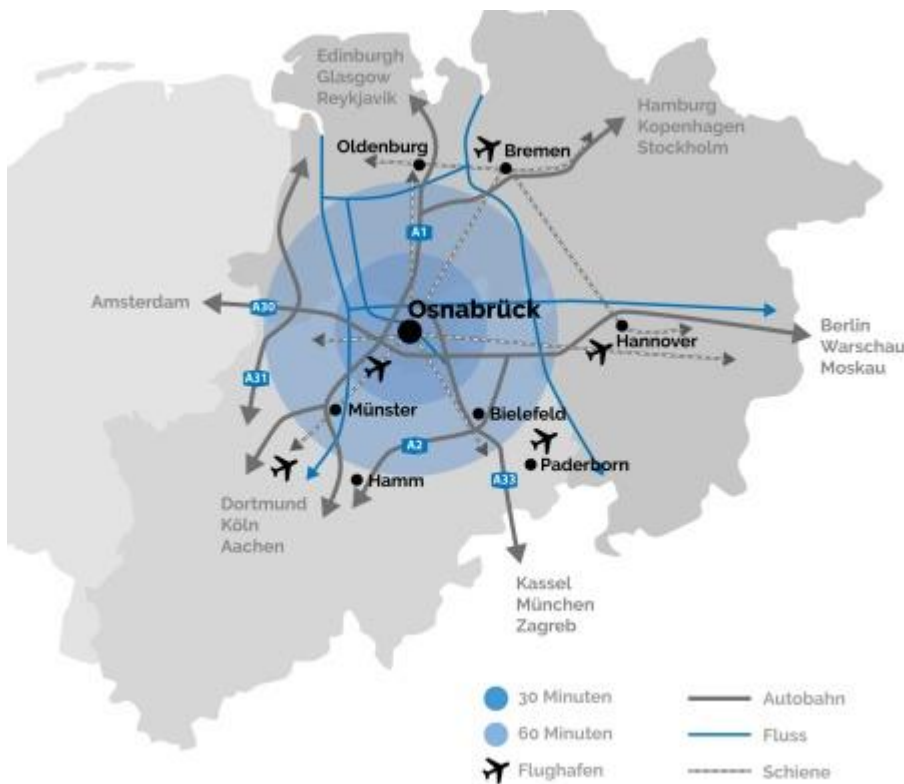 Edinburgh
Glasgow
Reykjavik
Hamburg
Kopenhagen
Stockholm
Oldenburg
Bremen
A1
Amsterdam
A30
Osnabrück
Hannover
Berlin
Warschau
Moskau
A31
Münster
Bielefeld
A2
Paderborn
Hamm
A33
Dortmund
Köln
Aachen
Kassel
München
Zagreb
30 Minuten
Autobahn
60 Minuten
Fluss
Flughafen
Schiene